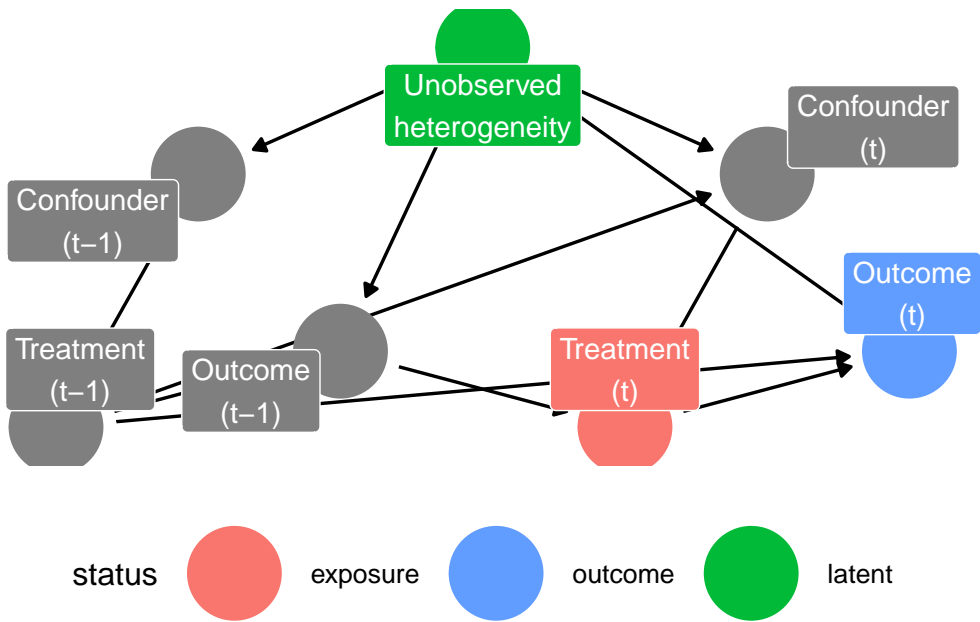 Unobserved
heterogeneity
Confounder
(t)
Confounder
(t−1)
Outcome
(t)
Treatment
(t−1)
Outcome
(t−1)
Treatment
(t)
status
exposure
outcome
latent